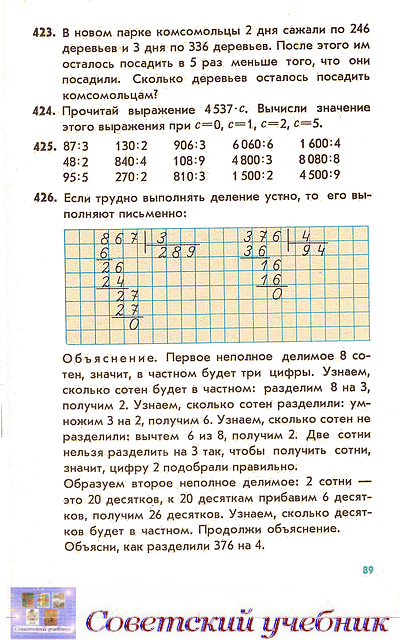 423. В новом парке комсомольцы 2 дня сажали по 246
деревьев и 3 дня по 336 деревьев. После этого им
осталось посадить в 5 раз меньше того, что они
посадили. Сколько деревьев осталось посадить
комсомольцам?
424. Прочитай выражение 4537·c. Вычисли значение
этого выражения при c=0, c=1, c=2, c=5.
425. 87:3 130:2 906:3 6060:6 1600:4
48:2 840:4 108:9 4800:3 8080:8
95:5 270:2 810:3 1500:2 4500:9
426. Если трудно выполнять деление устно, то его вы-
полняют письменно:
867 3 376 4
6 289 36 94
26 16
24 16
27 0
27
0
Объяснение. Первое неполное делимое 8 со-
тен, значит, в частном будет три цифры. Узнаем,
сколько сотен будет в частном: разделим 8 на 3,
получим 2. Узнаем, сколько сотен разделили: ум-
ножим 3 на 2, получим 6. Узнаем, сколько сотен не
разделили: вычтем 6 из 8, получим 2. Две сотни
нельзя разделить на 3 так, чтобы получить сотни,
значит, цифру 2 подобрали правильно.
Образуем второе неполное делимое: 2 сотни —
это 20 десятков, к 20 десяткам прибавим 6 десят-
ков, получим 26 десятков. Узнаем, сколько десят-
ков будет в частном. Продолжи объяснение.
Объясни, как разделили 376 на 4.
89
Советский учебник
Советский учебник